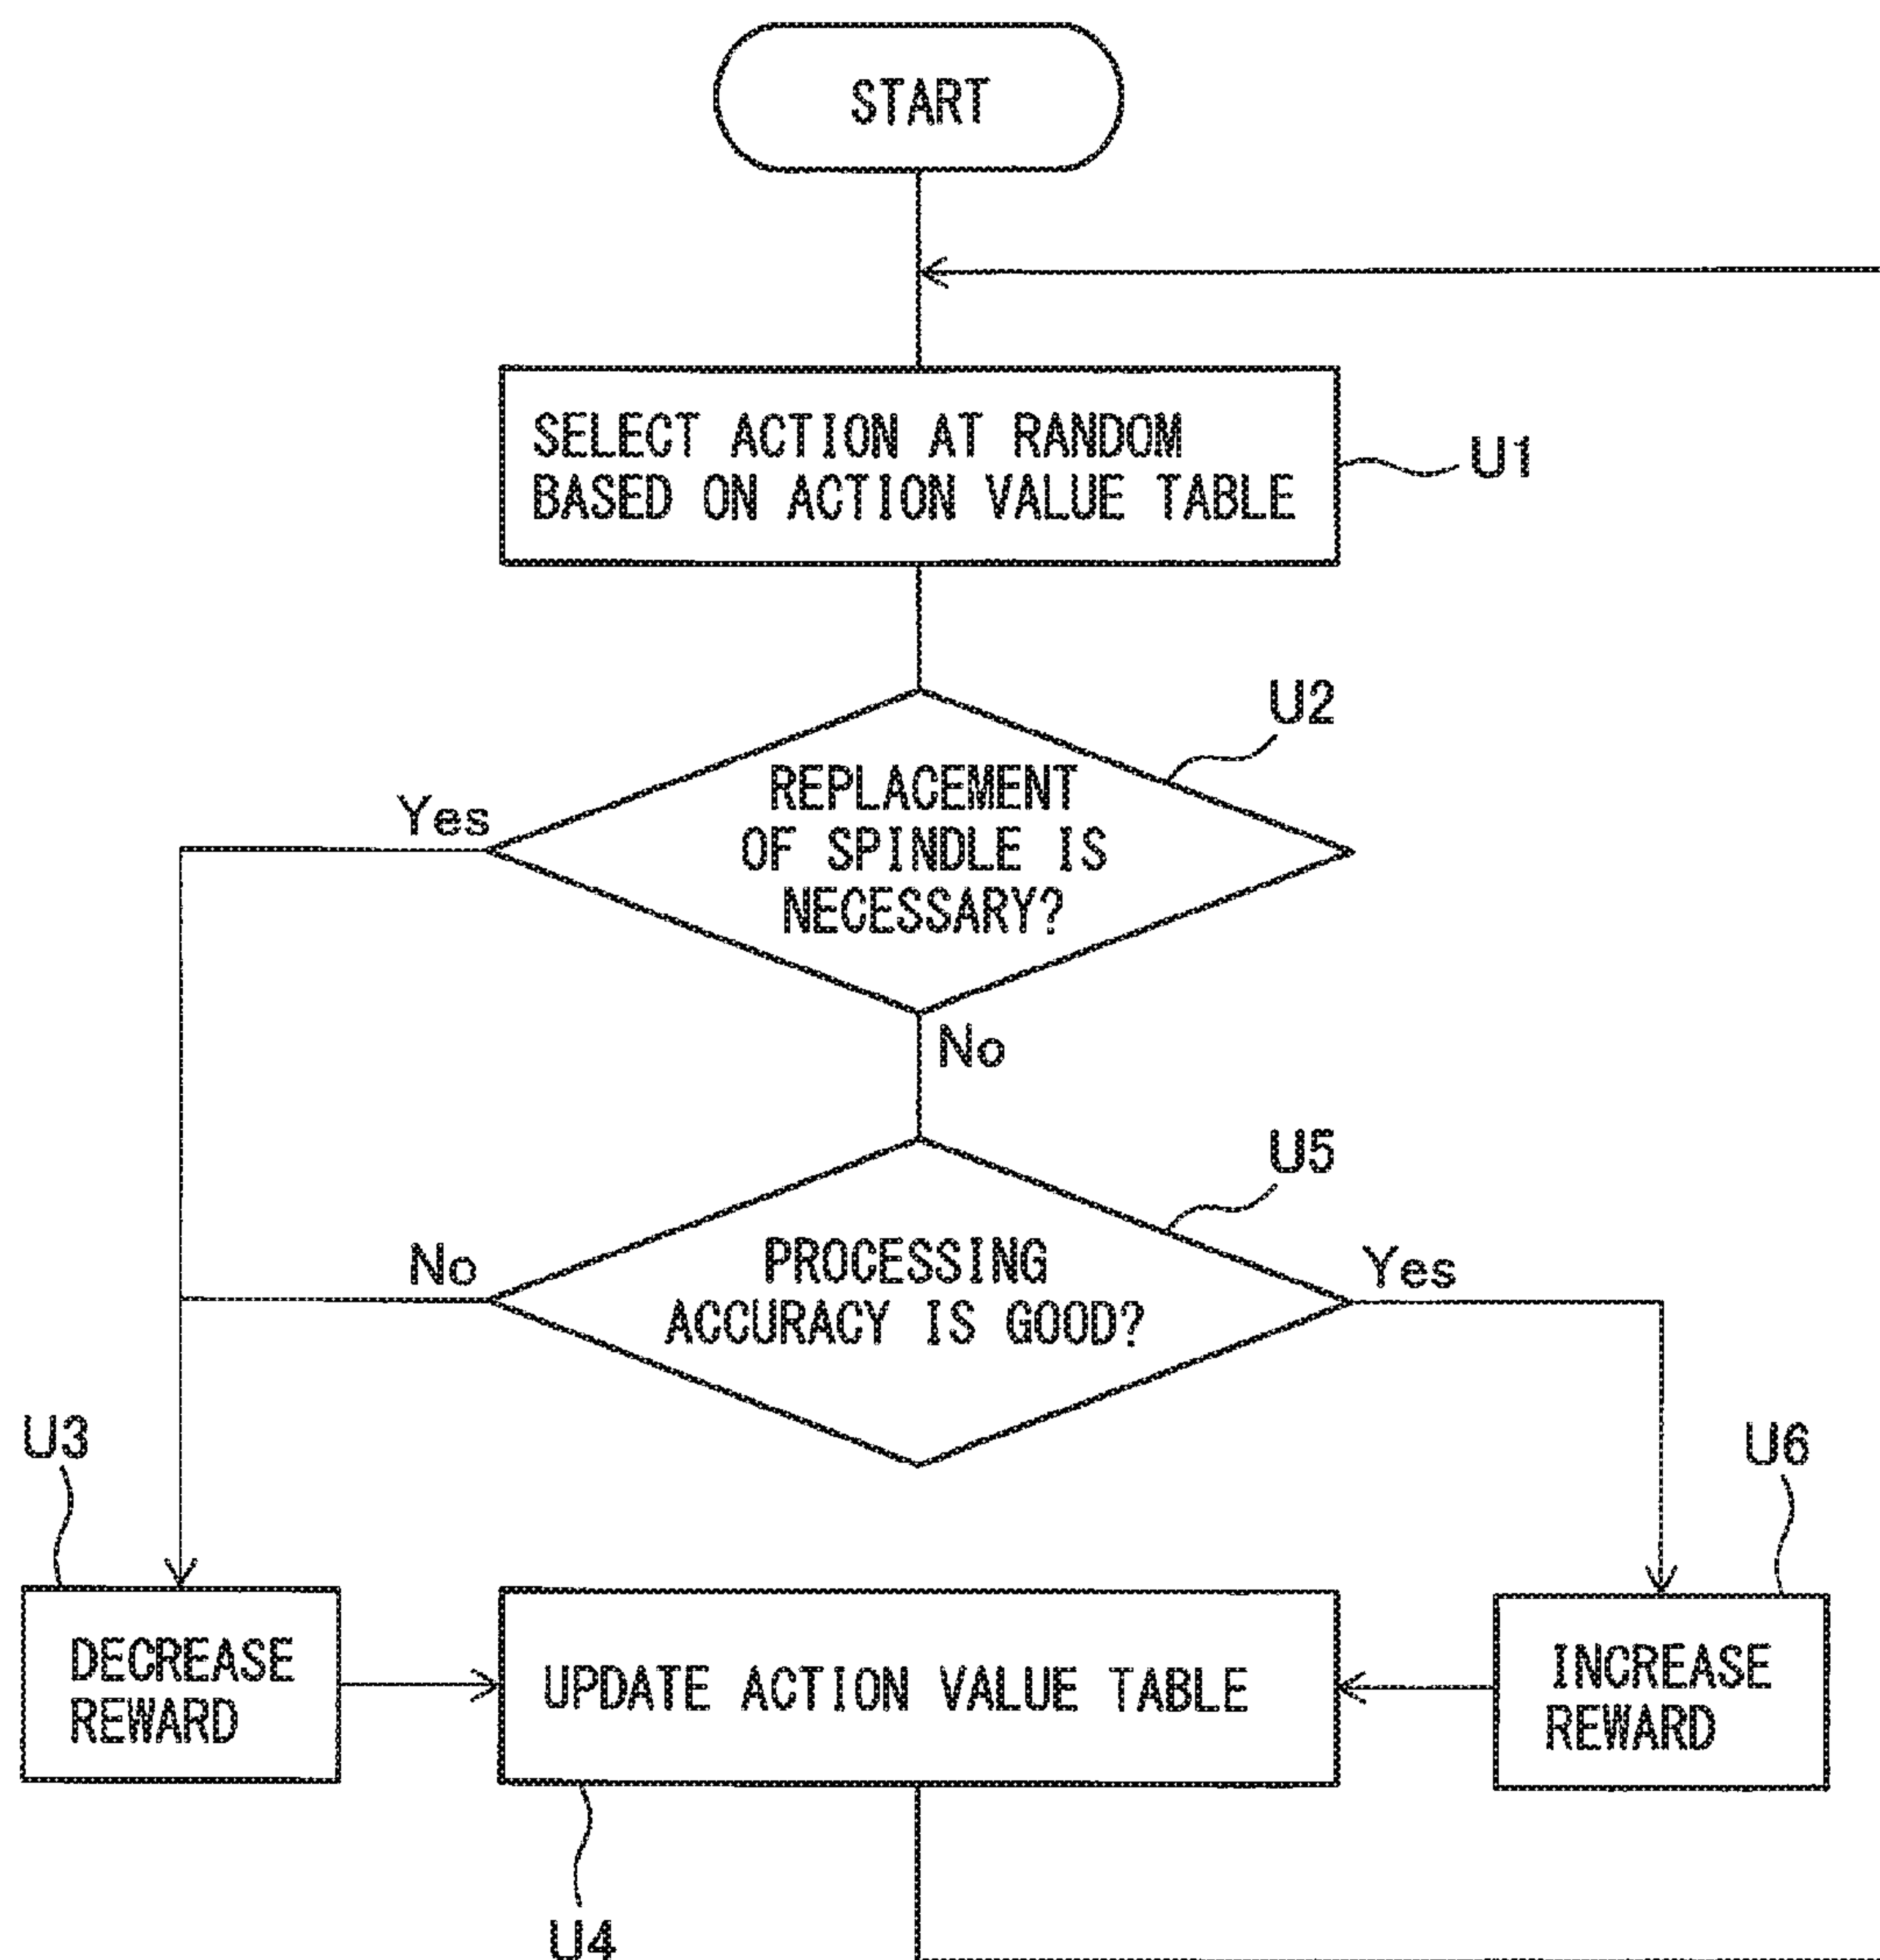 START
SELECT ACTION AT RANDOM
BASED ON ACTION VALUE TABLE
U1
U2
REPLACEMENT
OF SPINDLE IS
NECESSARY?
Yes
No
U5
PROCESSING
ACCURACY IS GOOD?
No
Yes
U3
U6
DECREASE
REWARD
UPDATE ACTION VALUE TABLE
INCREASE
REWARD
U4